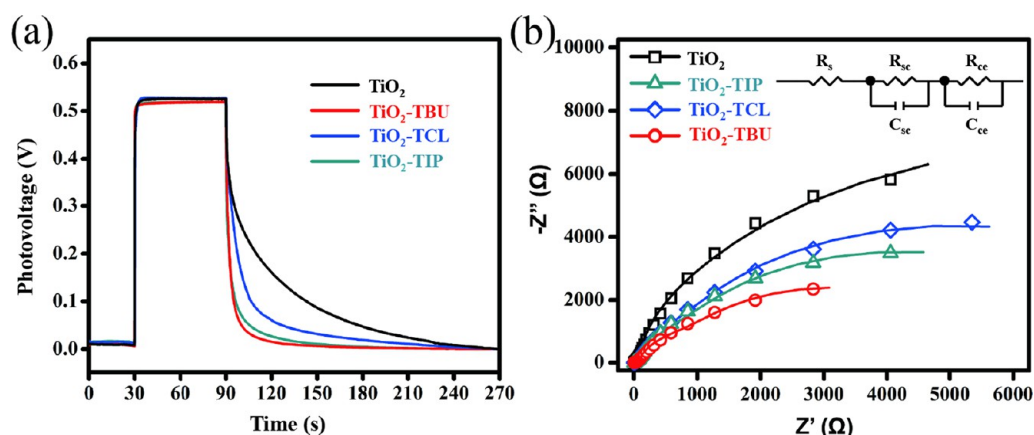 (a)
0.6
0.5
0.4
0.3
0.2
0.1
0.0
Photovoltage (V)
TiO₂
TiO₂-TBU
TiO₂-TCL
TiO₂-TIP
0 30 60 90 120 150 180 210 240 270
Time (s)
(b)
10000
8000
6000
4000
2000
0
-Z'' (Ω)
TiO₂
TiO₂-TIP
TiO₂-TCL
TiO₂-TBU
Rs Rsc Rce
Csc Cce
0 1000 2000 3000 4000 5000 6000
Z' (Ω)